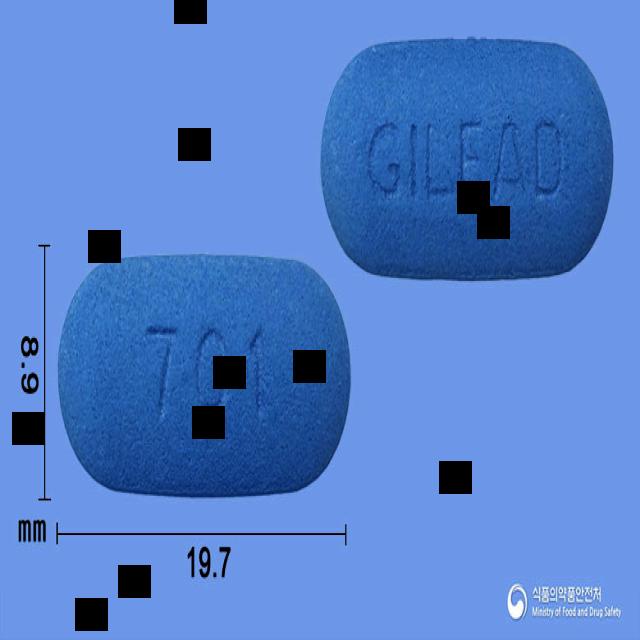 GILEAD
701
8.9
mm
19.7
식품의약품안전처
Ministry of Food and Drug Safety